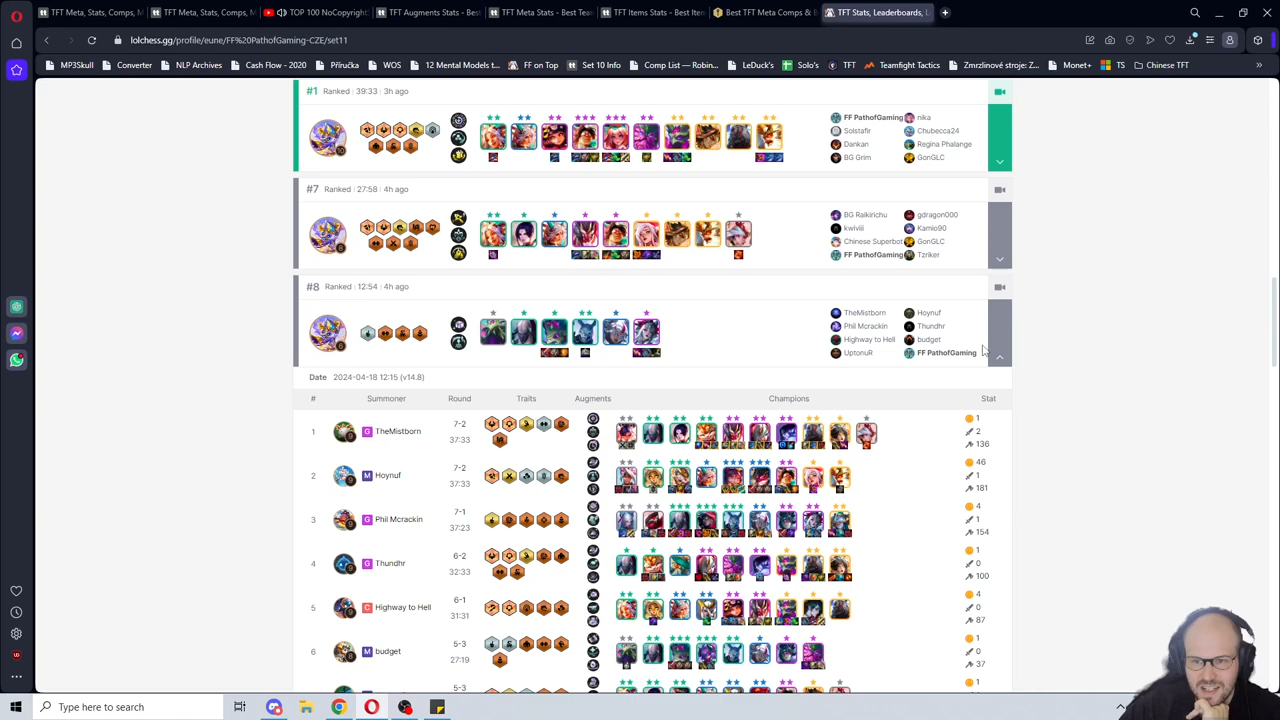 TFT Meta, Stats, Comps, M
TFT Meta, Stats, Comps, M
TOP 100 NoCopyright
TFT Augments Stats - Bes
TFT Meta Stats - Best Tea
TFT Items Stats - Best Ite
Best TFT Meta Comps & B
TFT Stats, Leaderboards, L
lolchess.gg/profile/eune/FF%20PathofGaming-CZE/set11
MP3Skull
Converter
NLP Archives
Cash Flow - 2020
Příručka
WOS
12 Mental Models t...
FF on Top
Set 10 Info
Comp List — Robin...
LeDuck's
Solo's
TFT
Teamfight Tactics
Zmrzlinové stroje: Z...
Monet+
TS
Chinese TFT
#1 Ranked | 39:33 | 3h ago
FF PathofGaming nika
Solstafir Chubecca24
Dankan Regina Phalange
BG Grim GonGLC
#7 Ranked | 27:58 | 4h ago
BG Raikirichu gdragon000
kwiviii Kamio90
Chinese Superbot GonGLC
FF PathofGaming Tzriker
#8 Ranked | 12:54 | 4h ago
TheMistborn Hoynuf
Phil Mcrackin Thundhr
Highway to Hell budget
UptonuR FF PathofGaming
Date 2024-04-18 12:15 (v14.8)
# Summoner Round Traits Augments Champions Stat
1 G TheMistborn 7-2 37:33 1 2 136
2 M Hoynuf 7-2 37:33 46 1 181
3 G Phil Mcrackin 7-1 37:23 4 1 154
4 G Thundhr 6-2 32:33 1 0 100
5 C Highway to Hell 6-1 31:31 4 0 87
6 M budget 5-3 27:19 1 0 37
5-3 1
Type here to search